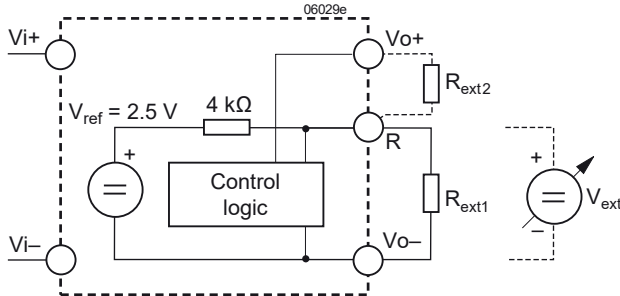 06029e
Vi+
Vo+
Rext2
Vref = 2.5 V
4 kΩ
R
+
Control
logic
Rext1
+
Vext
–
Vi–
Vo–